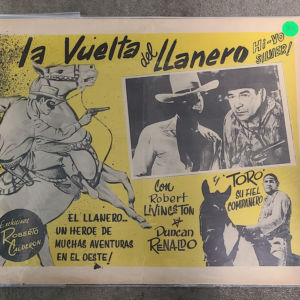 La Vuelta del Llanero
HI-YO
SILVER!
Con
Robert
Livingston
Y
Duncan
Renaldo
Y "TORO"
SU FIEL
COMPAÑERO
EL LLANERO...
UN HEROE DE
MUCHAS AVENTURAS
EN EL OESTE!
ROBERTO
CALDERON